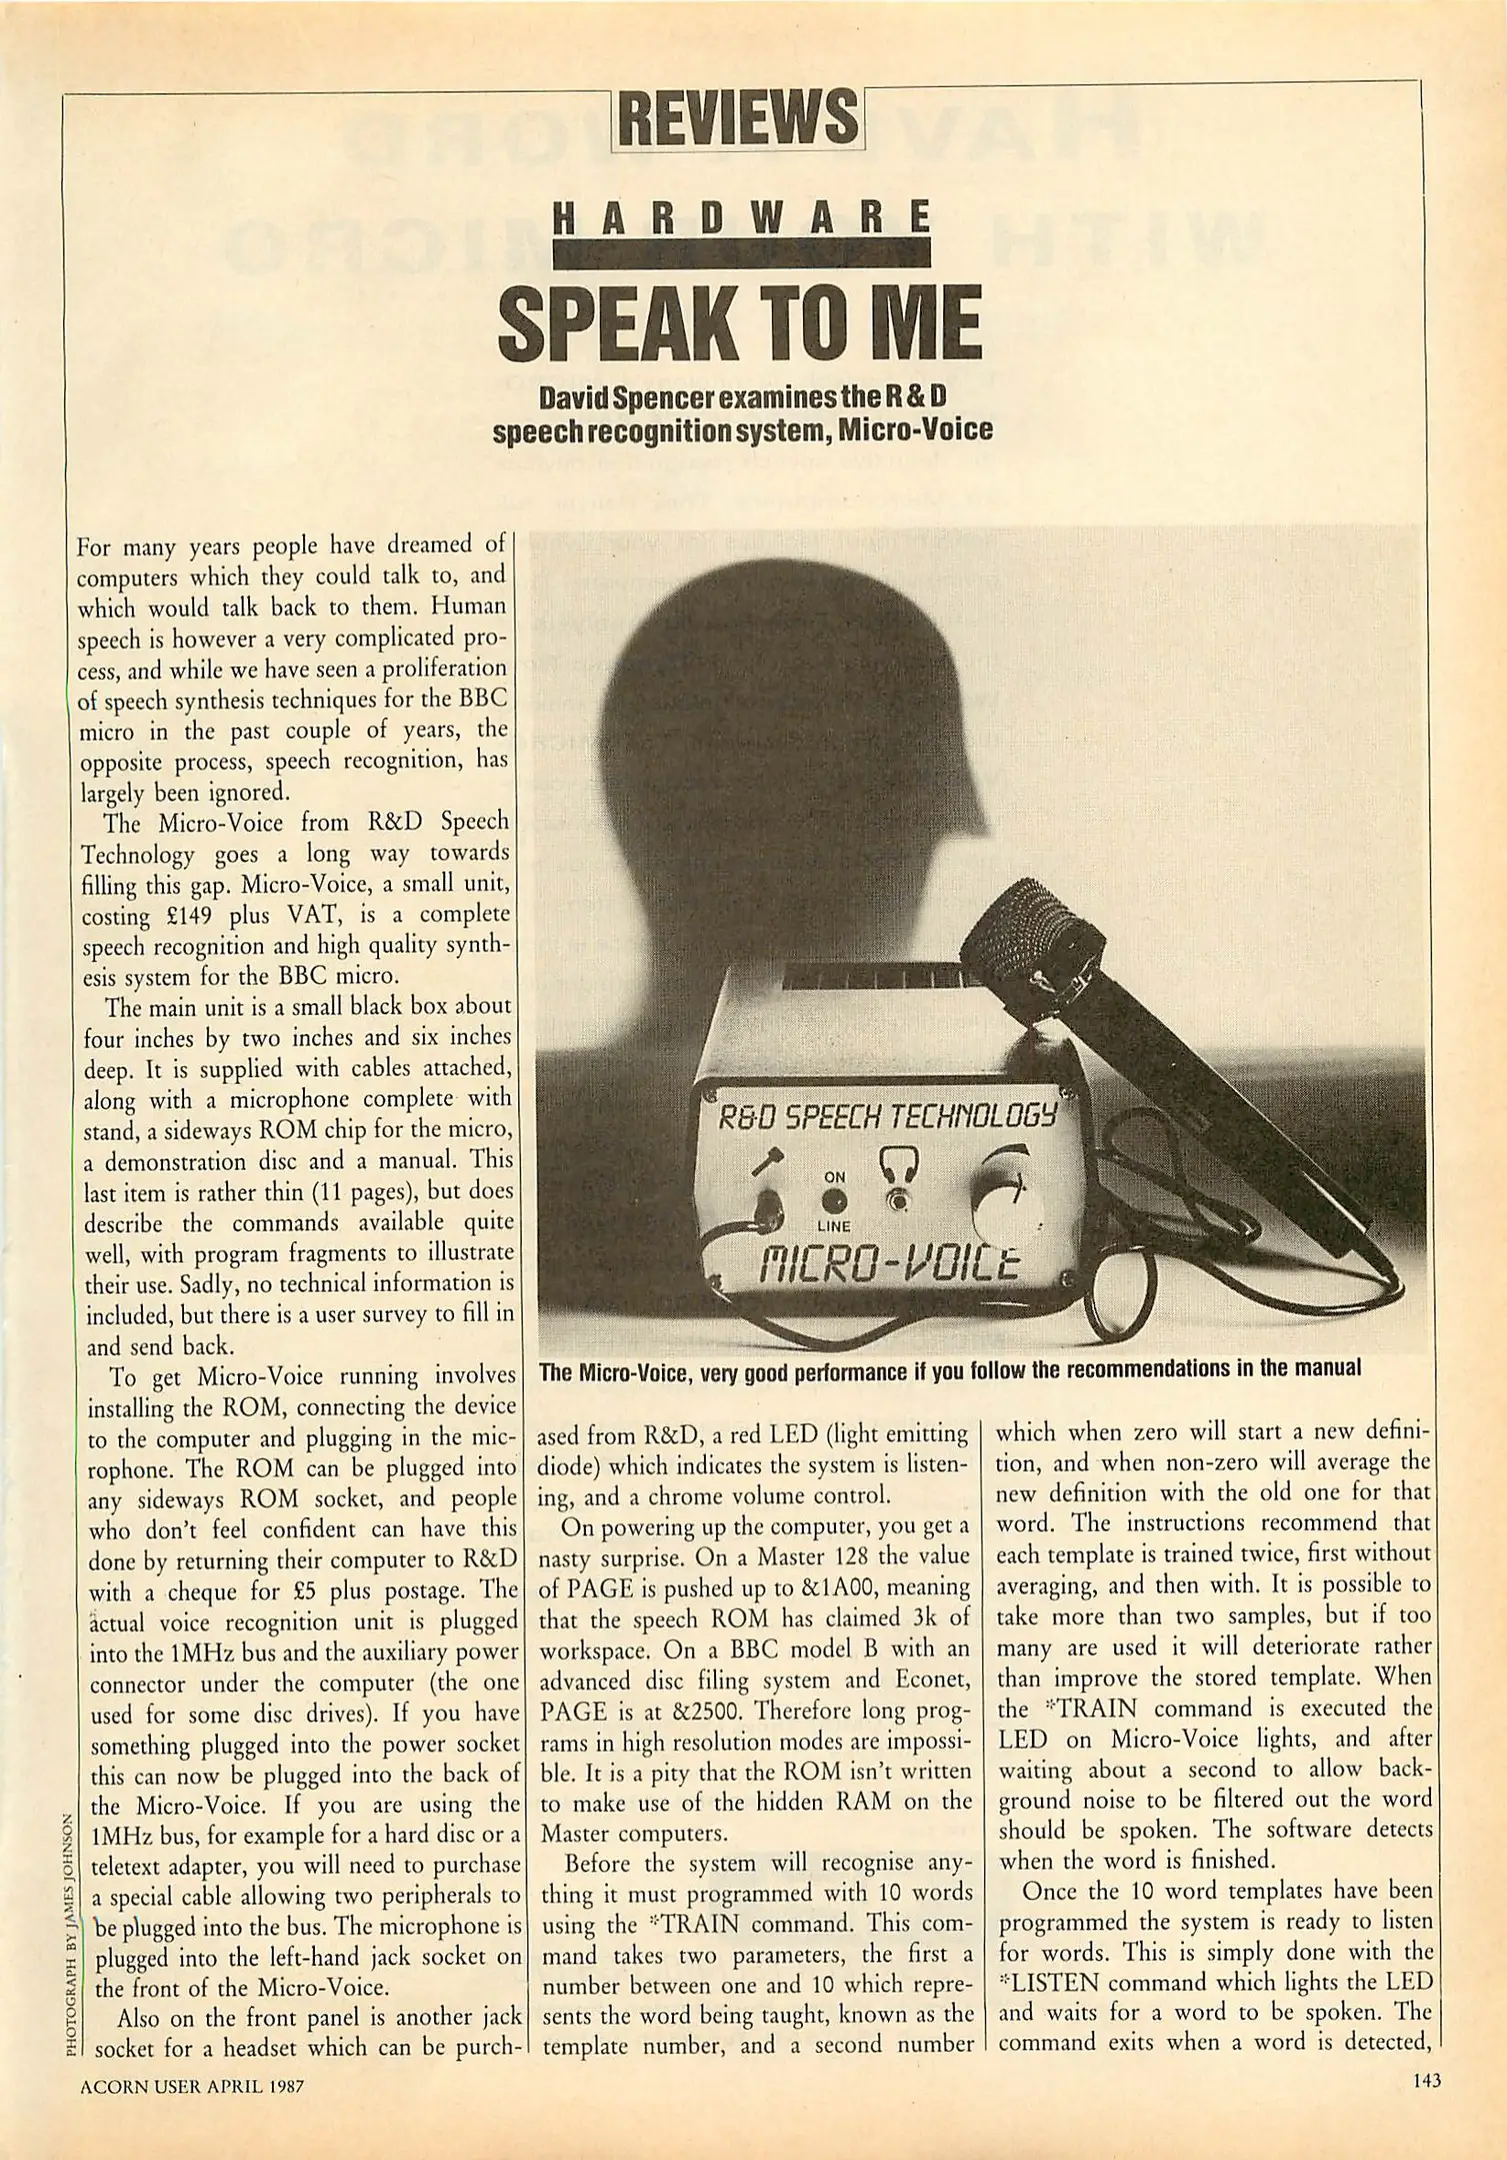 REVIEWS
HARDWARE
SPEAK TO ME
David Spencer examines the R & D
speech recognition system, Micro-Voice
For many years people have dreamed of
computers which they could talk to, and
which would talk back to them. Human
speech is however a very complicated pro-
cess, and while we have seen a proliferation
of speech synthesis techniques for the BBC
micro in the past couple of years, the
opposite process, speech recognition, has
largely been ignored.
The Micro-Voice from R&D Speech
Technology goes a long way towards
filling this gap. Micro-Voice, a small unit,
costing £149 plus VAT, is a complete
speech recognition and high quality synth-
esis system for the BBC micro.
The main unit is a small black box about
four inches by two inches and six inches
deep. It is supplied with cables attached,
along with a microphone complete with
stand, a sideways ROM chip for the micro,
a demonstration disc and a manual. This
last item is rather thin (11 pages), but does
describe the commands available quite
well, with program fragments to illustrate
their use. Sadly, no technical information is
included, but there is a user survey to fill in
and send back.
To get Micro-Voice running involves
installing the ROM, connecting the device
to the computer and plugging in the mic-
rophone. The ROM can be plugged into
any sideways ROM socket, and people
who don't feel confident can have this
done by returning their computer to R&D
with a cheque for £5 plus postage. The
actual voice recognition unit is plugged
into the 1MHz bus and the auxiliary power
connector under the computer (the one
used for some disc drives). If you have
something plugged into the power socket
this can now be plugged into the back of
the Micro-Voice. If you are using the
1MHz bus, for example for a hard disc or a
teletext adapter, you will need to purchase
a special cable allowing two peripherals to
be plugged into the bus. The microphone is
plugged into the left-hand jack socket on
the front of the Micro-Voice.
Also on the front panel is another jack
socket for a headset which can be purch-
R&D SPEECH TECHNOLOGY
ON
LINE
MICRO-VOICE
The Micro-Voice, very good performance if you follow the recommendations in the manual
ased from R&D, a red LED (light emitting
diode) which indicates the system is listen-
ing, and a chrome volume control.
On powering up the computer, you get a
nasty surprise. On a Master 128 the value
of PAGE is pushed up to &1A00, meaning
that the speech ROM has claimed 3k of
workspace. On a BBC model B with an
advanced disc filing system and Econet,
PAGE is at &2500. Therefore long prog-
rams in high resolution modes are impossi-
ble. It is a pity that the ROM isn't written
to make use of the hidden RAM on the
Master computers.
Before the system will recognise any-
thing it must programmed with 10 words
using the *TRAIN command. This com-
mand takes two parameters, the first a
number between one and 10 which repre-
sents the word being taught, known as the
template number, and a second number
which when zero will start a new defini-
tion, and when non-zero will average the
new definition with the old one for that
word. The instructions recommend that
each template is trained twice, first without
averaging, and then with. It is possible to
take more than two samples, but if too
many are used it will deteriorate rather
than improve the stored template. When
the *TRAIN command is executed the
LED on Micro-Voice lights, and after
waiting about a second to allow back-
ground noise to be filtered out the word
should be spoken. The software detects
when the word is finished.
Once the 10 word templates have been
programmed the system is ready to listen
for words. This is simply done with the
*LISTEN command which lights the LED
and waits for a word to be spoken. The
command exits when a word is detected,
PHOTOGRAPH BY JAMES JOHNSON
ACORN USER APRIL 1987
143